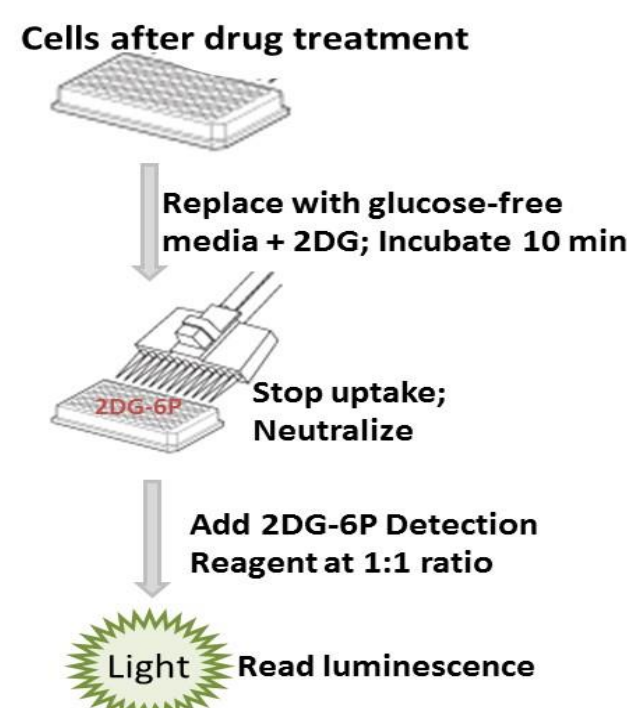 Cells after drug treatment
Replace with glucose-free
media + 2DG; Incubate 10 min
2DG-6P
Stop uptake;
Neutralize
Add 2DG-6P Detection
Reagent at 1:1 ratio
Light
Read luminescence